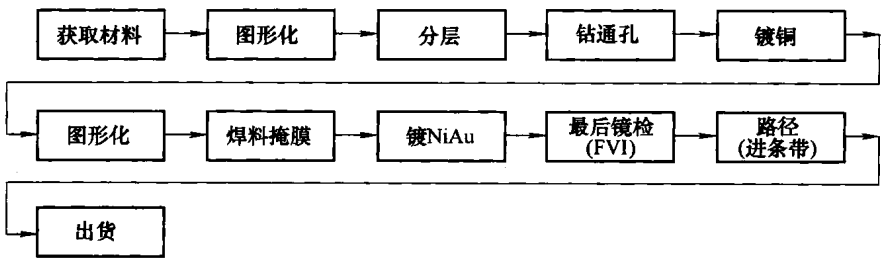 获取材料
图形化
分层
钻通孔
镀铜
图形化
焊料掩膜
镀NiAu
最后镜检
(FVI)
路径
(进条带)
出货